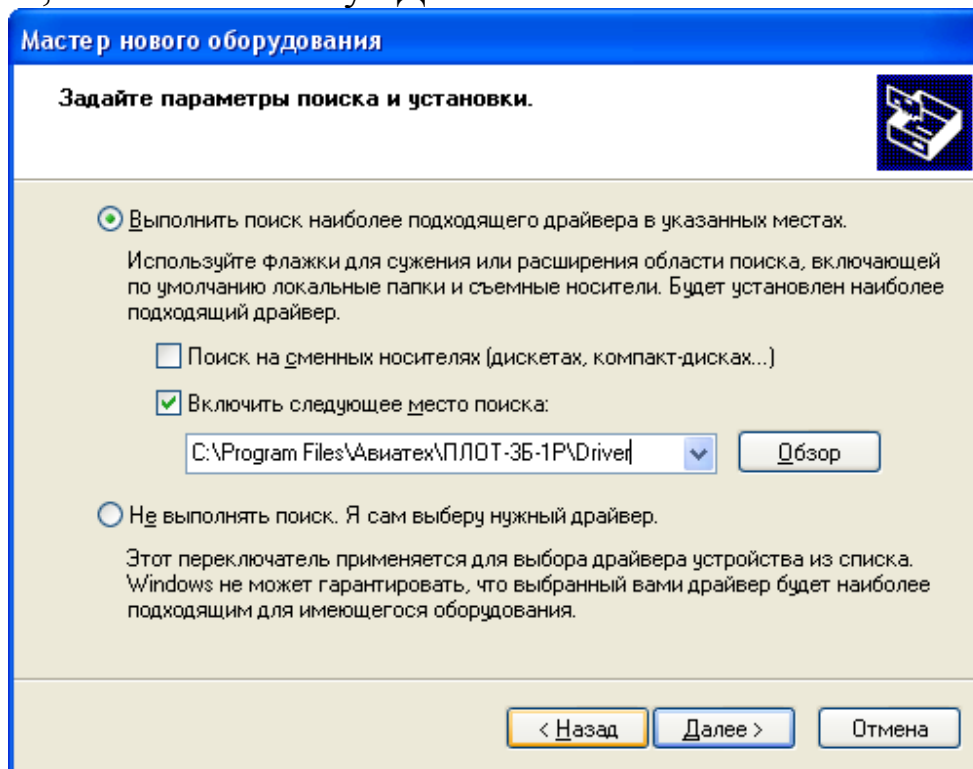 Мастер нового оборудования
Задайте параметры поиска и установки.
Выполнить поиск наиболее подходящего драйвера в указанных местах.
Используйте флажки для сужения или расширения области поиска, включающей
по умолчанию локальные папки и съемные носители. Будет установлен наиболее
подходящий драйвер.
Поиск на сменных носителях (дискетах, компакт-дисках...)
Включить следующее место поиска:
C:\Program Files\Авиатех\ПЛОТ-3Б-1Р\Driver
Обзор
Не выполнять поиск. Я сам выберу нужный драйвер.
Этот переключатель применяется для выбора драйвера устройства из списка.
Windows не может гарантировать, что выбранный вами драйвер будет наиболее
подходящим для имеющегося оборудования.
< Назад
Далее >
Отмена